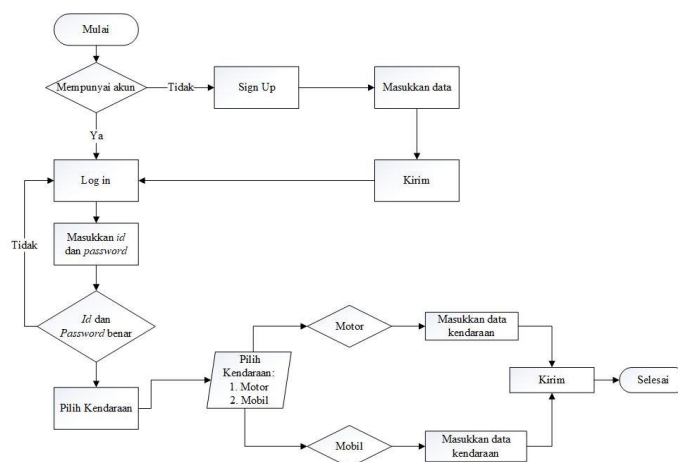 Mulai
Mempunyai akun
Tidak
Sign Up
Masukkan data
Ya
Log in
Kirim
Tidak
Masukkan id
dan password
Id dan
Password benar
Pilih Kendaraan
Pilih
Kendaraan:
1. Motor
2. Mobil
Motor
Masukkan data
kendaraan
Kirim
Selesai
Mobil
Masukkan data
kendaraan